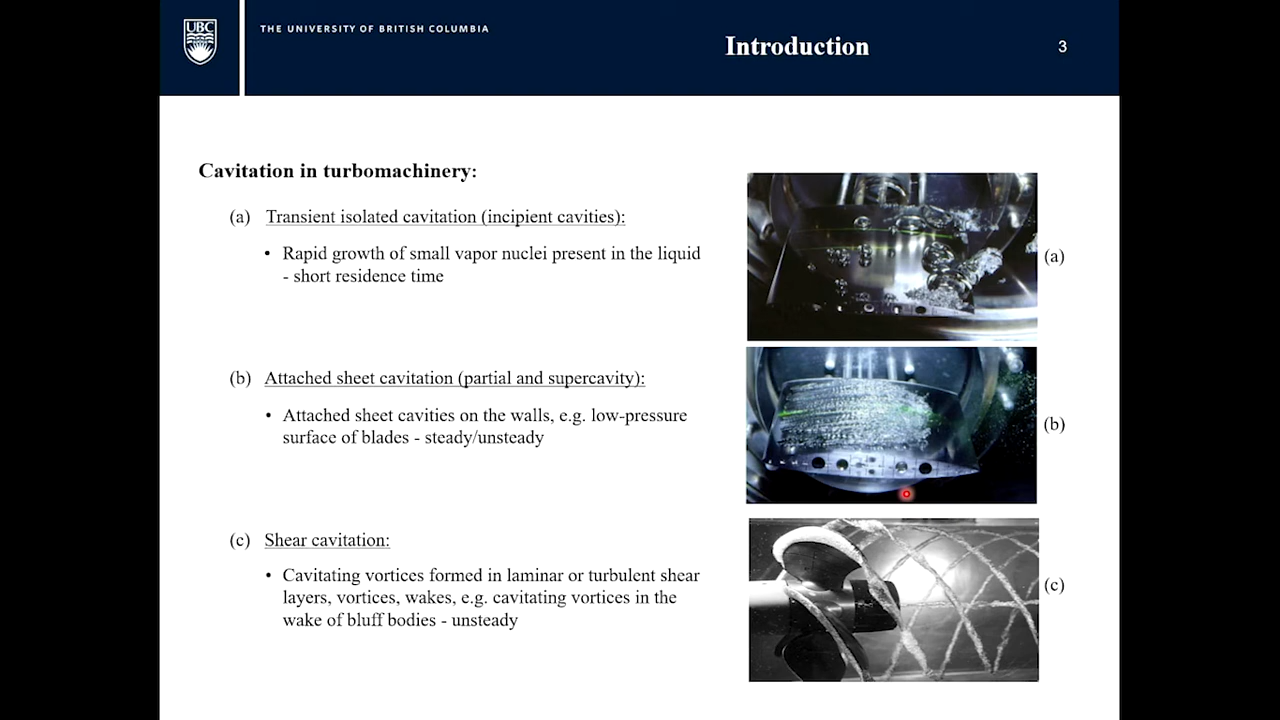 UBC
THE UNIVERSITY OF BRITISH COLUMBIA
Introduction
3
Cavitation in turbomachinery:
(a) Transient isolated cavitation (incipient cavities):
• Rapid growth of small vapor nuclei present in the liquid
- short residence time
(a)
(b) Attached sheet cavitation (partial and supercavity):
• Attached sheet cavities on the walls, e.g. low-pressure
surface of blades - steady/unsteady
(b)
(c) Shear cavitation:
• Cavitating vortices formed in laminar or turbulent shear
layers, vortices, wakes, e.g. cavitating vortices in the
wake of bluff bodies - unsteady
(c)